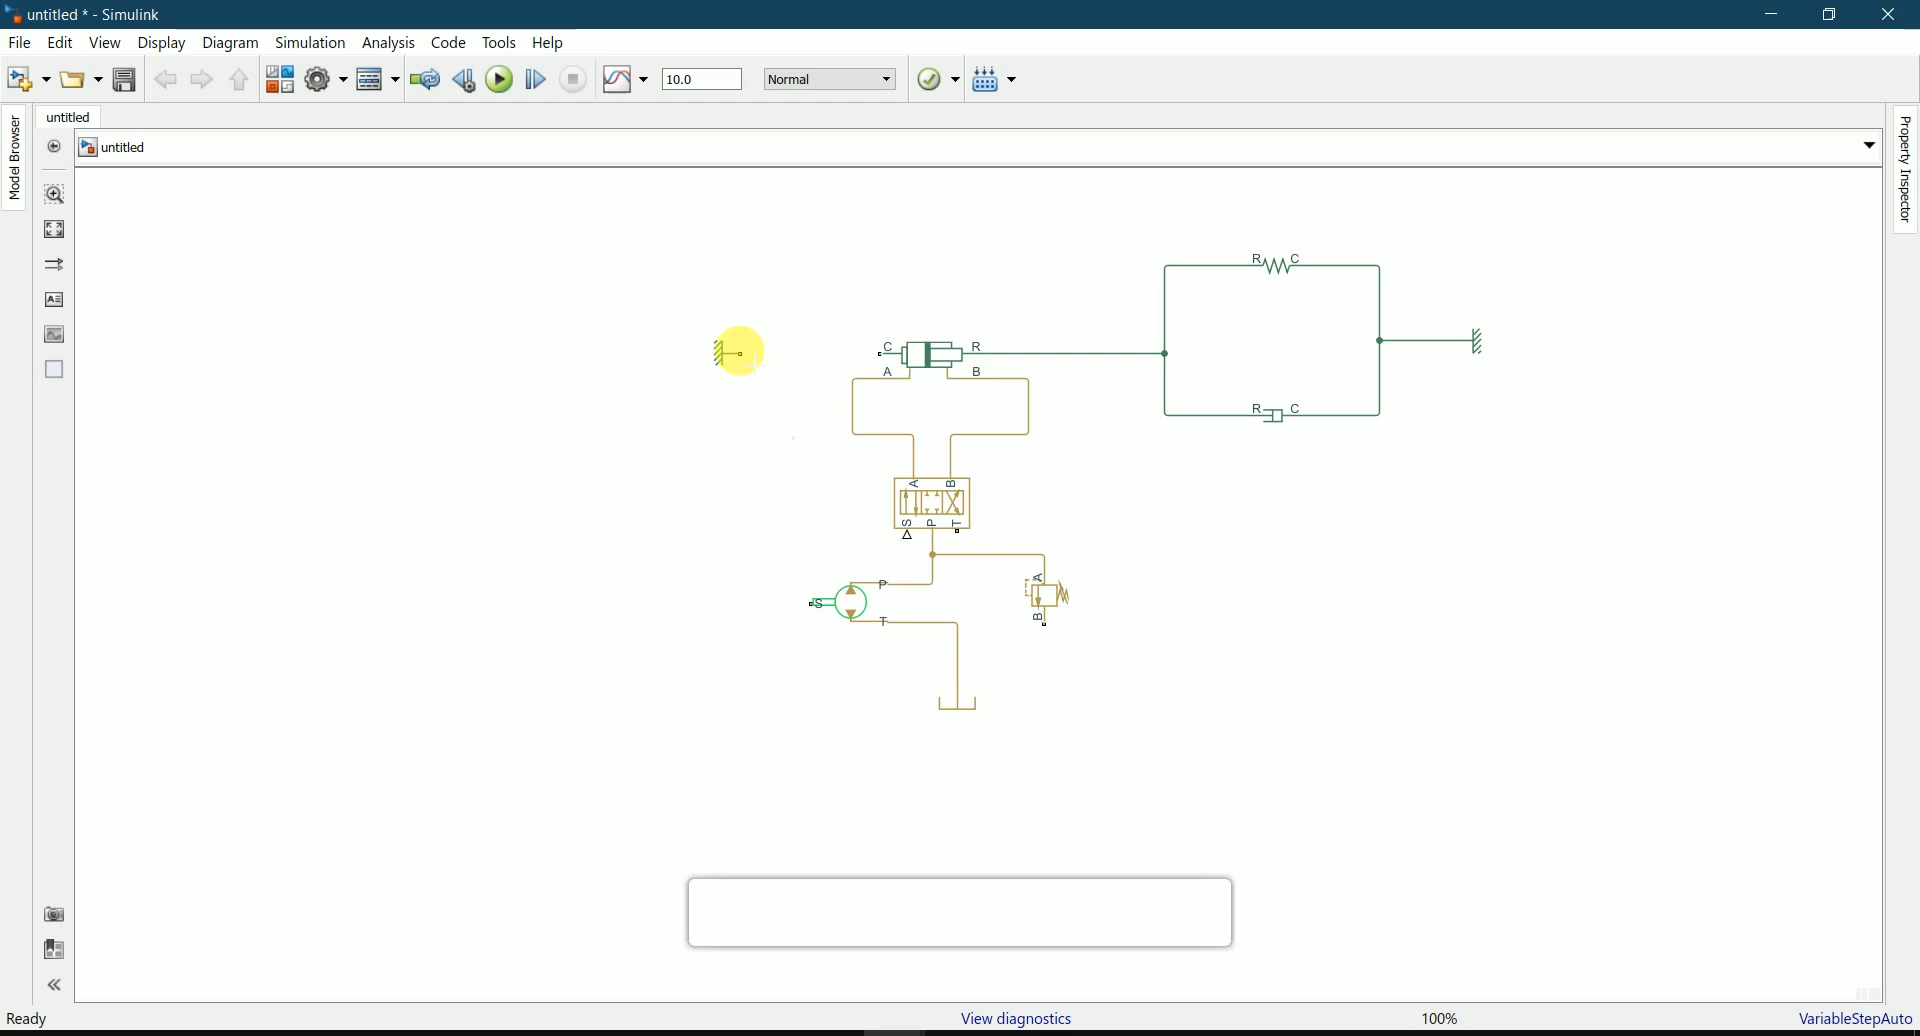 untitled * - Simulink
File Edit View Display Diagram Simulation Analysis Code Tools Help
10.0 Normal
Model Browser
untitled
untitled
Property Inspector
R C
C R
A B
R C
A B
S P T
P A
S
B
T
Ready View diagnostics 100% VariableStepAuto